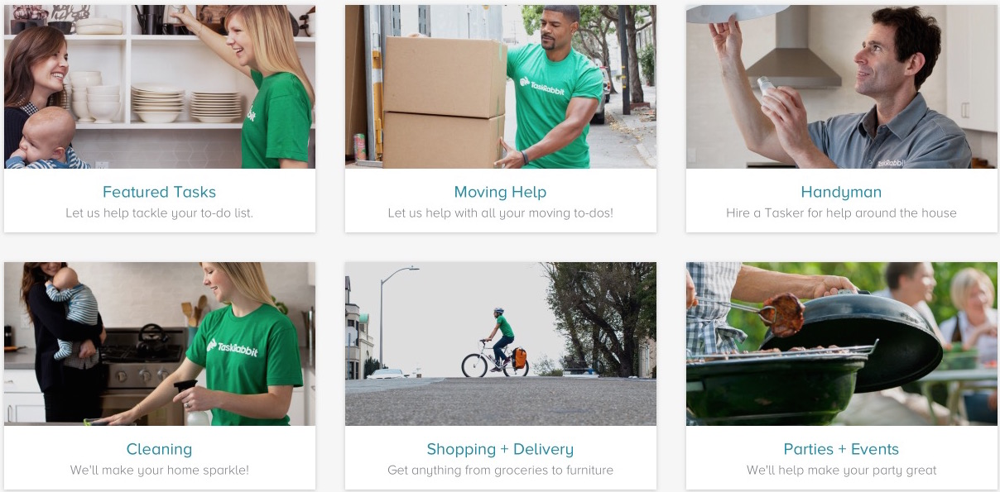 TaskRabbit
TaskRabbit
Featured Tasks
Moving Help
Handyman
Let us help tackle your to-do list.
Let us help with all your moving to-dos!
Hire a Tasker for help around the house
TaskRabbit
Cleaning
Shopping + Delivery
Parties + Events
We'll make your home sparkle!
Get anything from groceries to furniture
We'll help make your party great